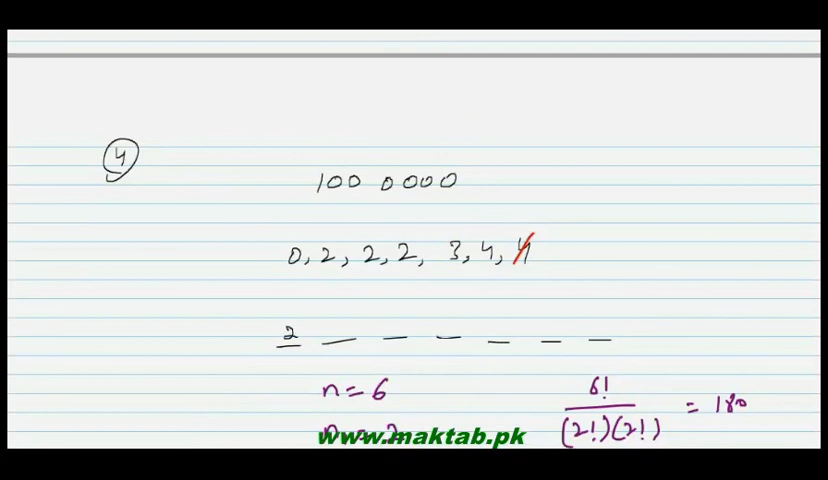 4
100 0000
0, 2, 2, 2, 3, 4, 4
2 _ _ _ _ _ _
n = 6
6! / (2!)(2!) = 180
www.maktab.pk